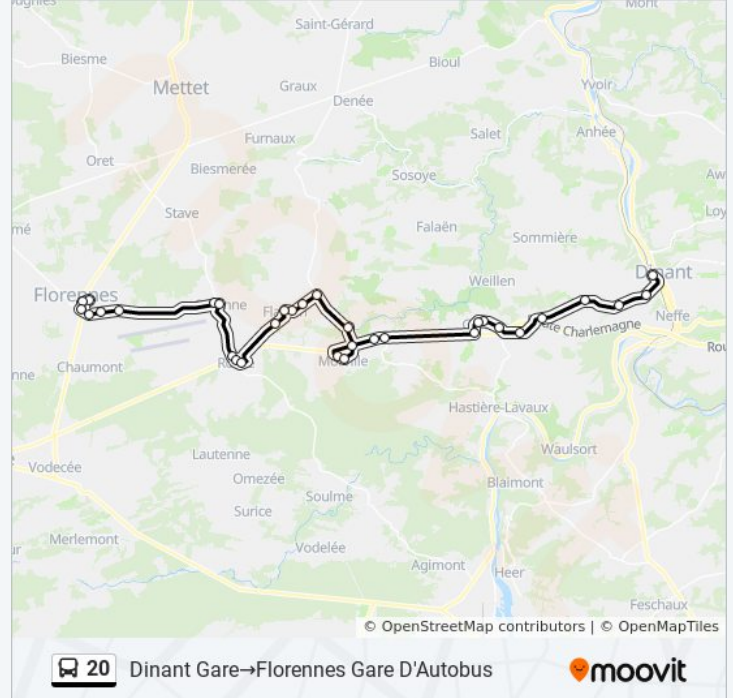 Mont
Saint-Gérard
Biesme
Bioul
Mettet
Graux
Yvoir
Denée
Furnaux
Salet
Anhée
Oret
Biesmerée
Sosoye
Stave
Falaën
Sommière
Weillen
Dinant
Florennes
Neffe
Charlemagne
Chaumont
Hastière-Lavaux
Lautenne
Waulsort
Vodecée
Omezée
Blaimont
Soulme
Surice
Merlemont
Vodelée
Agimont
Heer
Feschaux
© OpenStreetMap contributors | © OpenMapTiles
20 Dinant Gare→Florennes Gare D'Autobus
moovit